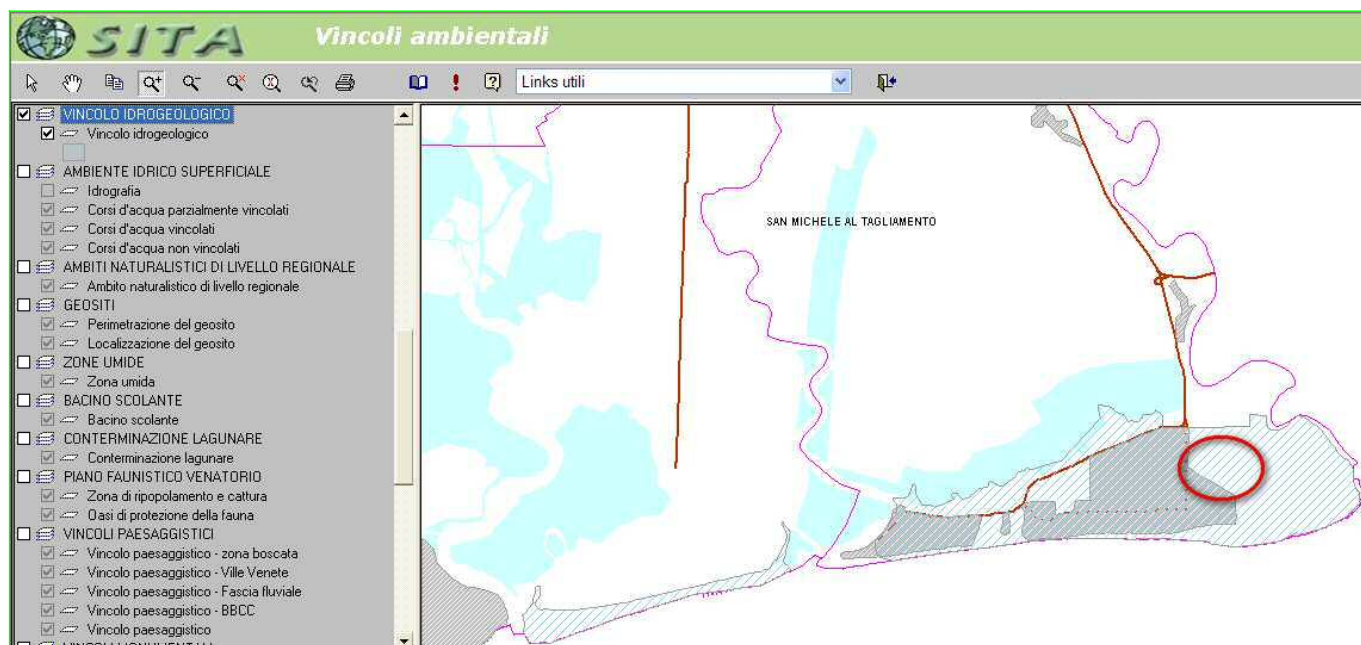 SITA
Vincoli ambientali
Links utili
VINCOLO IDROGEOLOGICO
Vincolo idrogeologico
AMBIENTE IDRICO SUPERFICIALE
Idrografia
Corsi d'acqua parzialmente vincolati
Corsi d'acqua vincolati
Corsi d'acqua non vincolati
AMBITI NATURALISTICI DI LIVELLO REGIONALE
Ambito naturalistico di livello regionale
GEOSITI
Perimetrazione del geosito
Localizzazione del geosito
ZONE UMIDE
Zona umida
BACINO SCOLANTE
Bacino scolante
CONTERMINAZIONE LAGUNARE
Conterminazione lagunare
PIANO FAUNISTICO VENATORIO
Zona di ripopolamento e cattura
Oasi di protezione della fauna
VINCOLI PAESAGGISTICI
Vincolo paesaggistico - zona boscata
Vincolo paesaggistico - Ville Venete
Vincolo paesaggistico - Fascia fluviale
Vincolo paesaggistico - BBCC
Vincolo paesaggistico
SAN MICHELE AL TAGLIAMENTO